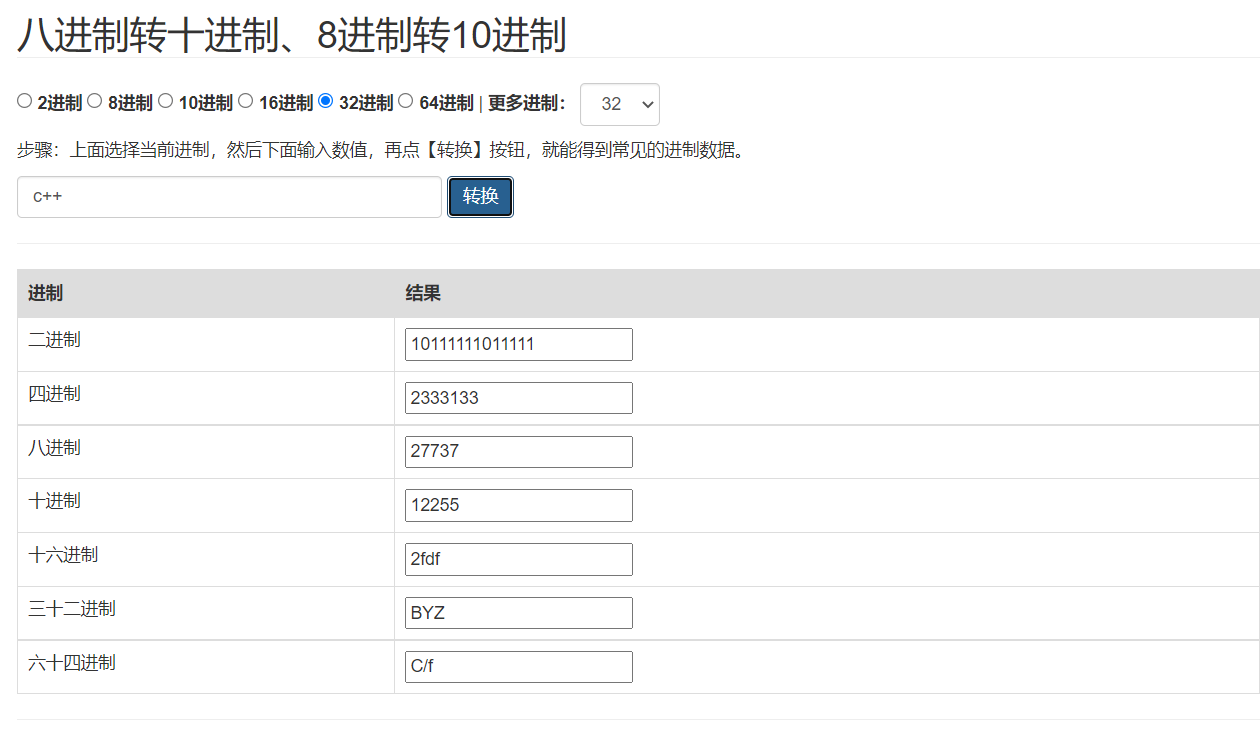 八进制转十进制、8进制转10进制
2进制 8进制 10进制 16进制 32进制 64进制 | 更多进制： 32
步骤：上面选择当前进制，然后下面输入数值，再点【转换】按钮，就能得到常见的进制数据。
c++ 转换
进制 结果
二进制 10111111011111
四进制 2333133
八进制 27737
十进制 12255
十六进制 2fdf
三十二进制 BYZ
六十四进制 C/f